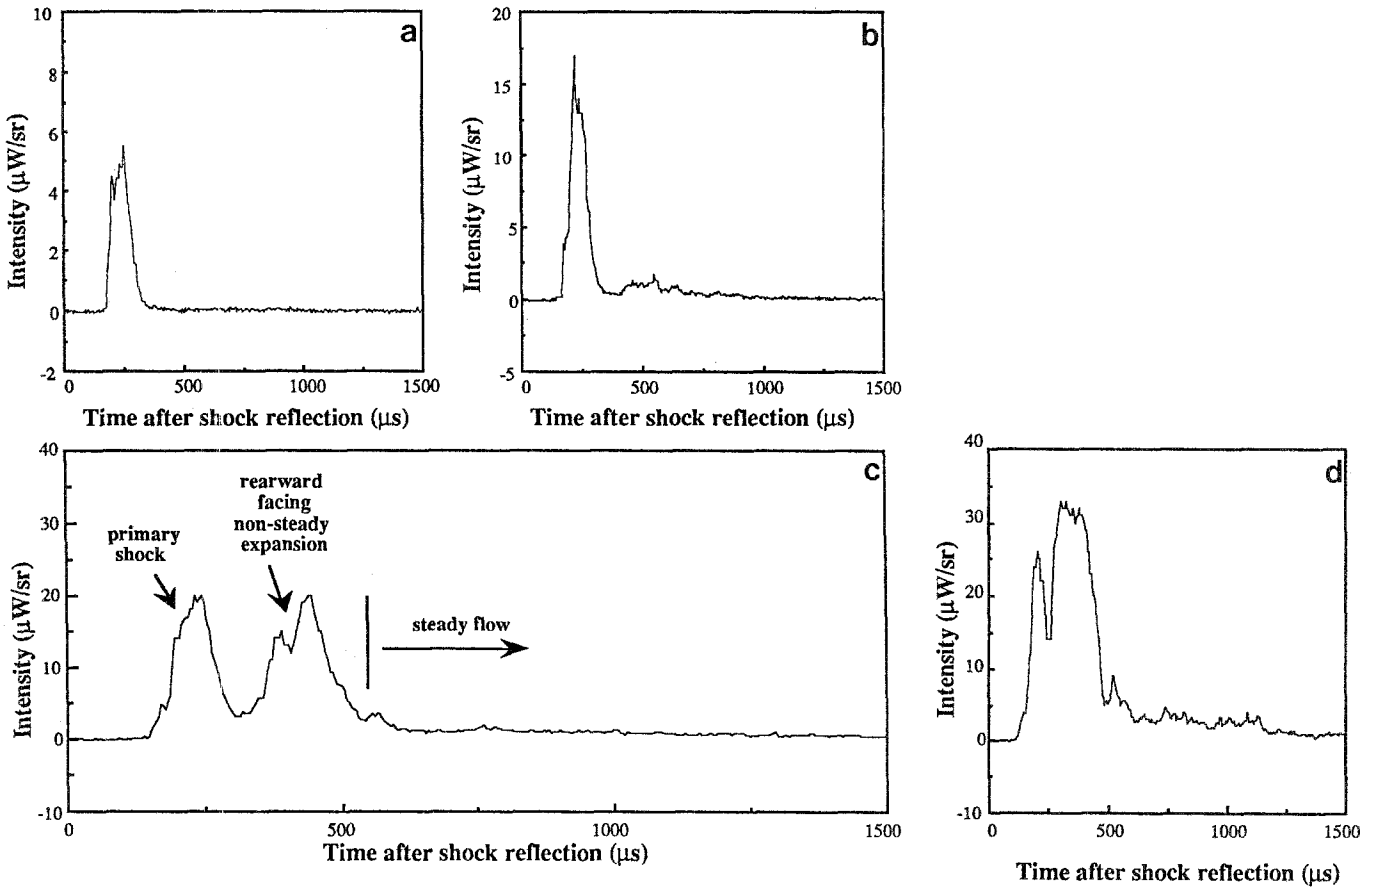 a
10
8
6
4
2
0
-2
Intensity (μW/sr)
0 500 1000 1500
Time after shock reflection (μs)
b
20
15
10
5
0
-5
Intensity (μW/sr)
0 500 1000 1500
Time after shock reflection (μs)
c
40
30
20
10
0
-10
Intensity (μW/sr)
primary
shock
rearward
facing
non-steady
expansion
steady flow
0 500 1000 1500
Time after shock reflection (μs)
d
40
30
20
10
0
-10
Intensity (μW/sr)
0 500 1000 1500
Time after shock reflection (μs)